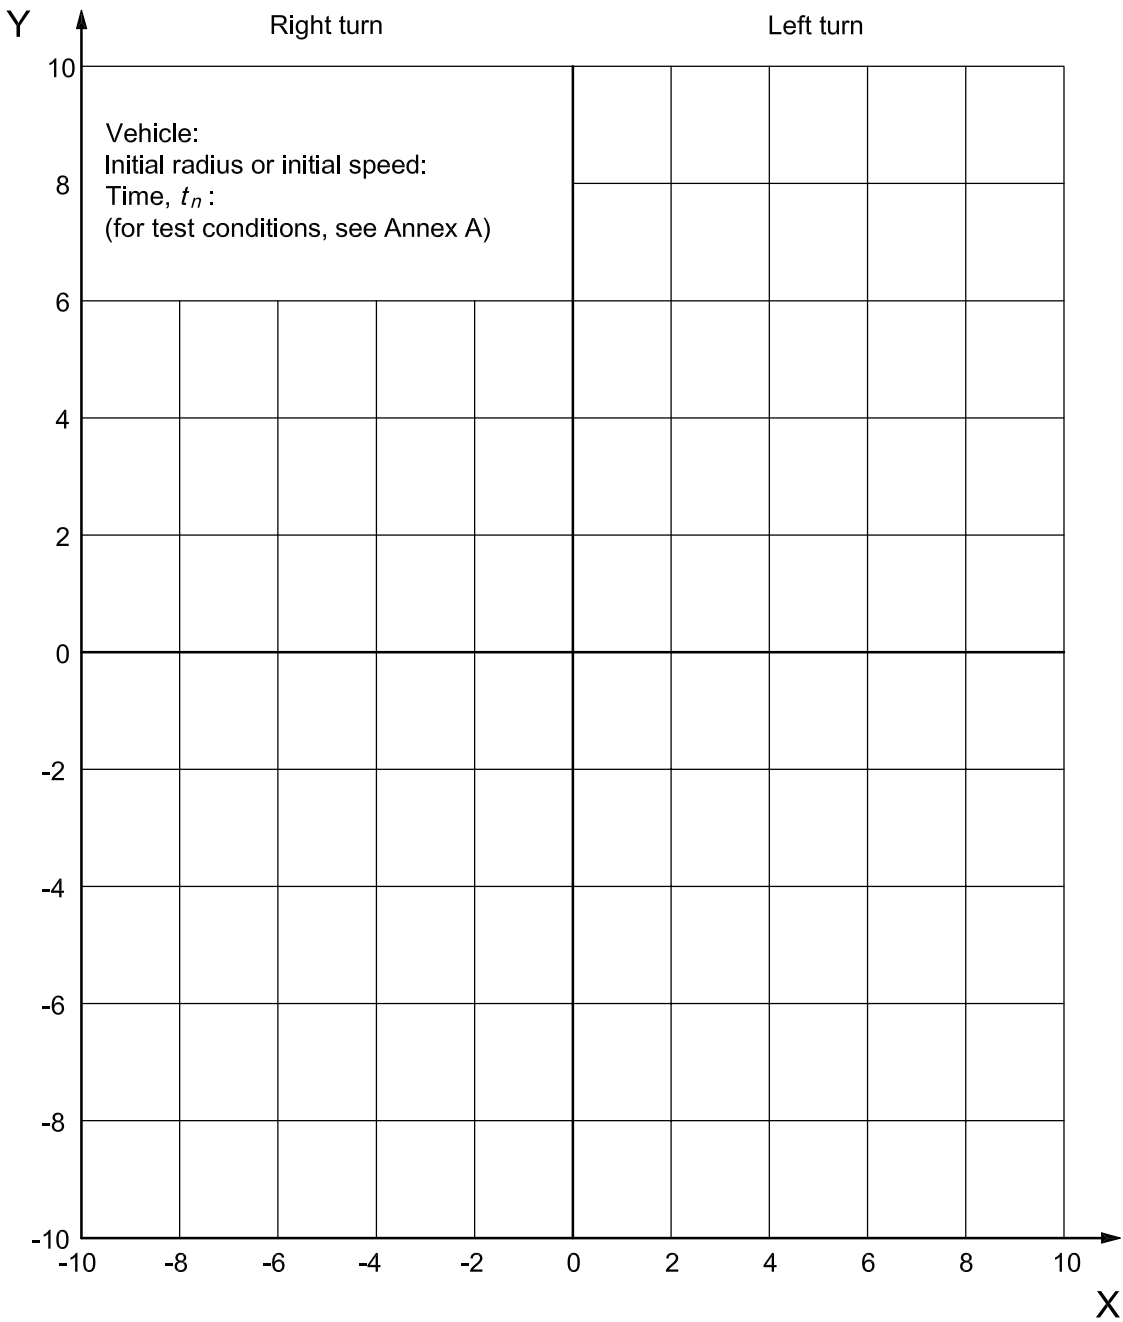 Y
Right turn Left turn
10
Vehicle:
Initial radius or initial speed:
8
Time, tn :
(for test conditions, see Annex A)
6
4
2
0
-2
-4
-6
-8
-10
-10 -8 -6 -4 -2 0 2 4 6 8 10
X